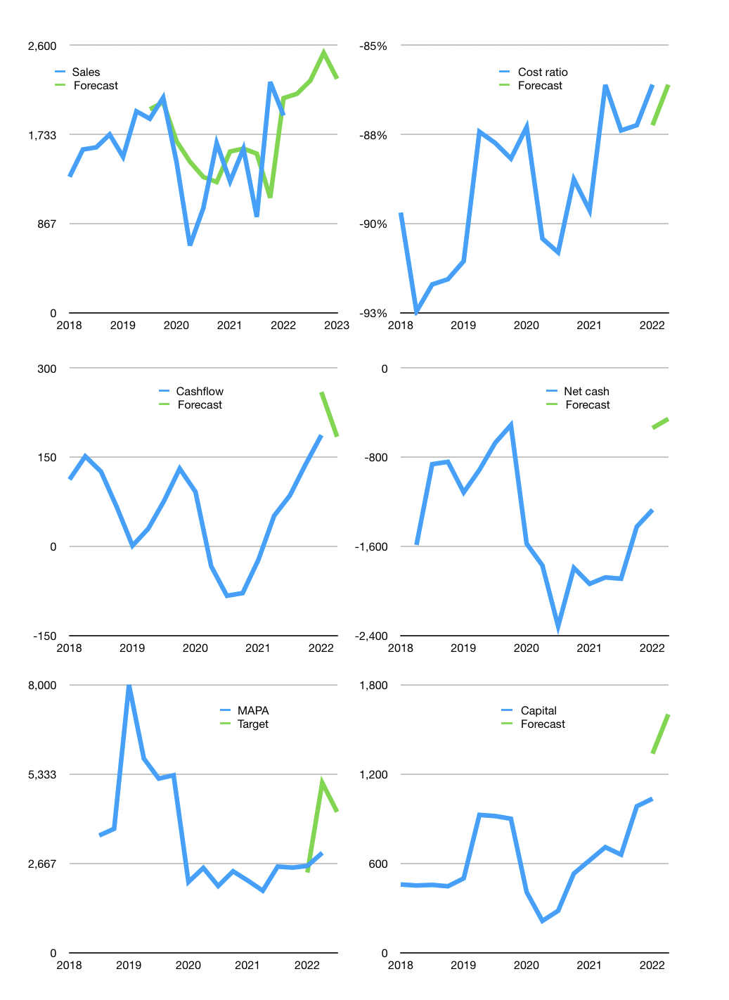 2,600
Sales
Forecast
1,733
867
0
2018 2019 2020 2021 2022 2023
-85%
Cost ratio
Forecast
-88%
-90%
-93%
2018 2019 2020 2021 2022
300
Cashflow
Forecast
150
0
-150
2018 2019 2020 2021 2022
0
Net cash
Forecast
-800
-1,600
-2,400
2018 2019 2020 2021 2022
8,000
MAPA
Target
5,333
2,667
0
2018 2019 2020 2021 2022
1,800
Capital
Forecast
1,200
600
0
2018 2019 2020 2021 2022